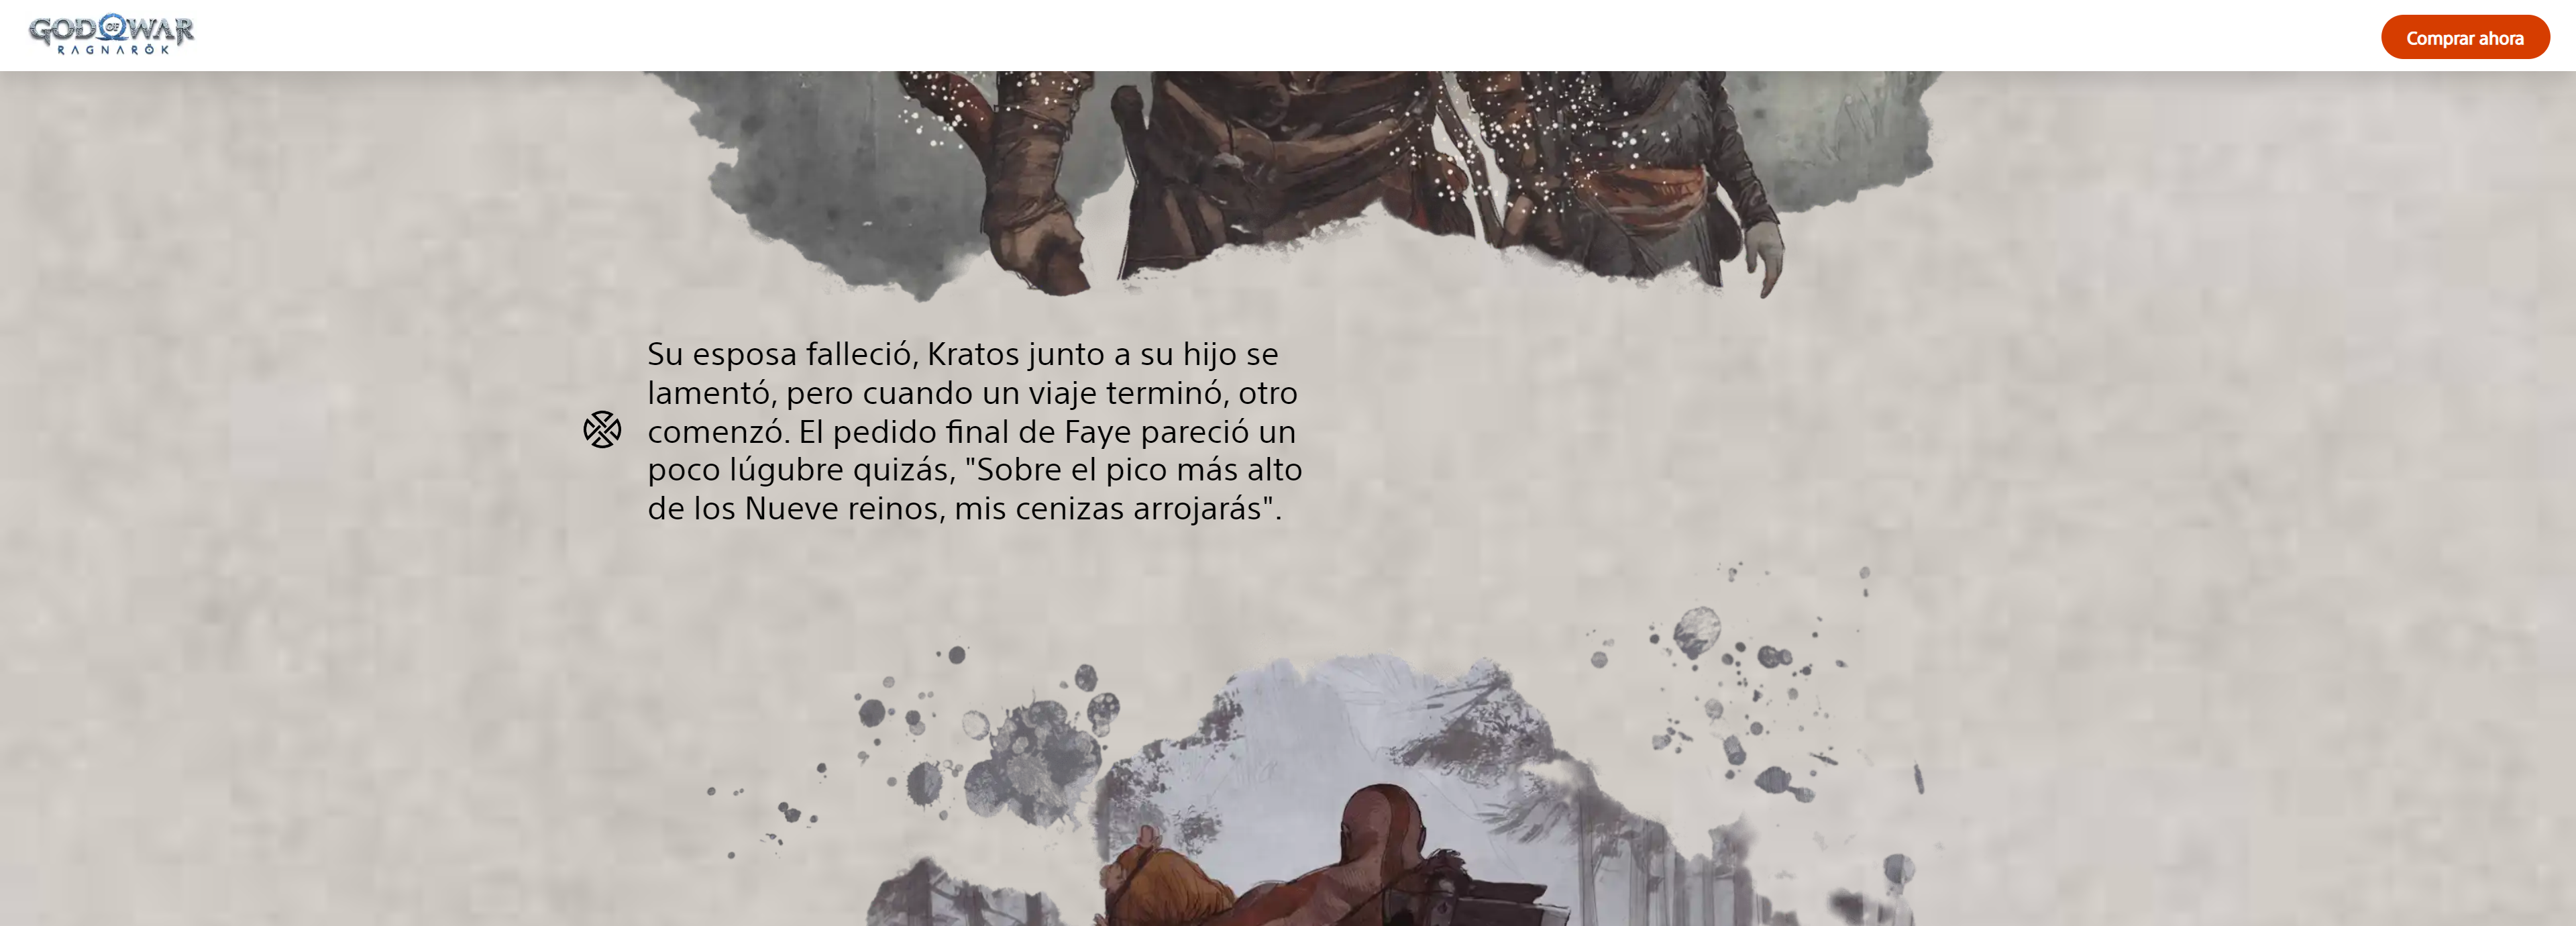 GOD OF WAR
RAGNARÖK
Comprar ahora
Su esposa falleció, Kratos junto a su hijo se
lamentó, pero cuando un viaje terminó, otro
comenzó. El pedido final de Faye pareció un
poco lúgubre quizás, "Sobre el pico más alto
de los Nueve reinos, mis cenizas arrojarás".